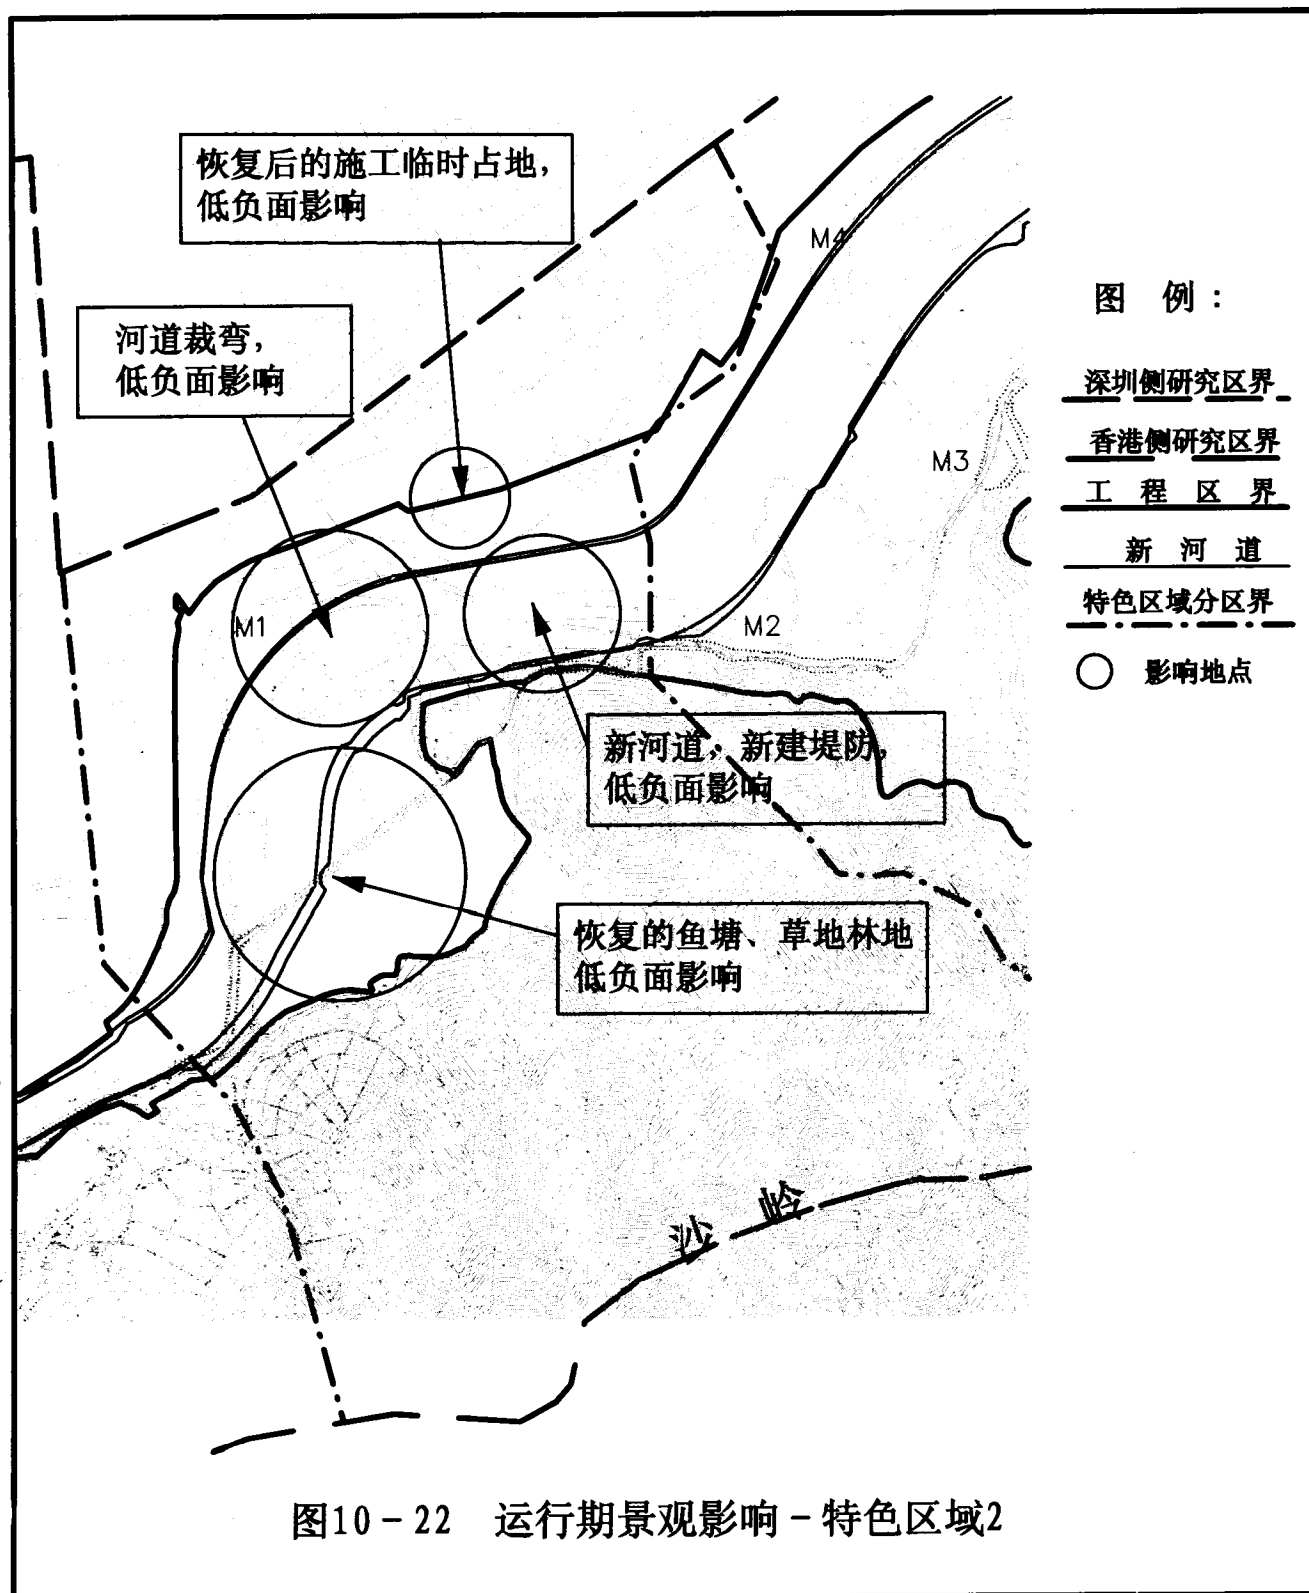 恢复后的施工临时占地，
低负面影响
河道裁弯，
低负面影响
M4
图 例：
深圳侧研究区界
香港侧研究区界
工 程 区 界
新 河 道
特色区域分区界
影响地点
M3
M1
M2
新河道，新建堤防，
低负面影响
恢复的鱼塘、草地林地
低负面影响
沙 岭
图10-22 运行期景观影响-特色区域2